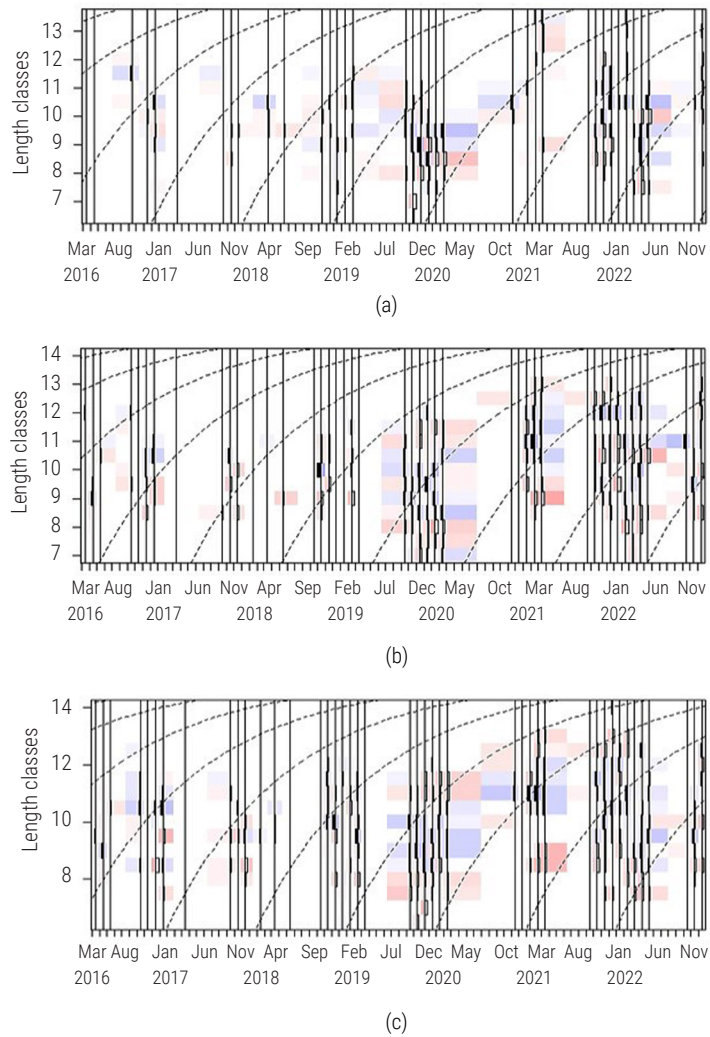 Length classes
13
12
11
10
9
8
7
Mar Aug Jan Jun Nov Apr Sep Feb Jul Dec May Oct Mar Aug Jan Jun Nov
2016 2017 2018 2019 2020 2021 2022
(a)
Length classes
14
13
12
11
10
9
8
7
Mar Aug Jan Jun Nov Apr Sep Feb Jul Dec May Oct Mar Aug Jan Jun Nov
2016 2017 2018 2019 2020 2021 2022
(b)
Length classes
14
12
10
8
Mar Aug Jan Jun Nov Apr Sep Feb Jul Dec May Oct Mar Aug Jan Jun Nov
2016 2017 2018 2019 2020 2021 2022
(c)